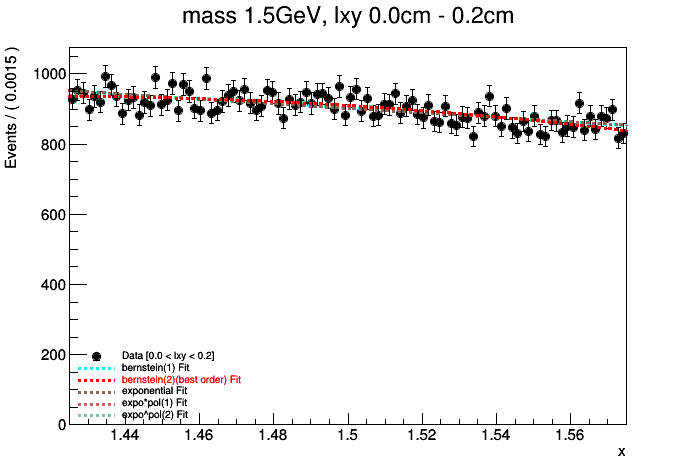 mass 1.5GeV, lxy 0.0cm - 0.2cm
Events / ( 0.0015 )
1000
800
600
400
200
0
Data [0.0 < lxy < 0.2]
bernstein(1) Fit
bernstein(2)(best order) Fit
exponential Fit
expo*pol(1) Fit
expo*pol(2) Fit
1.44 1.46 1.48 1.5 1.52 1.54 1.56
x